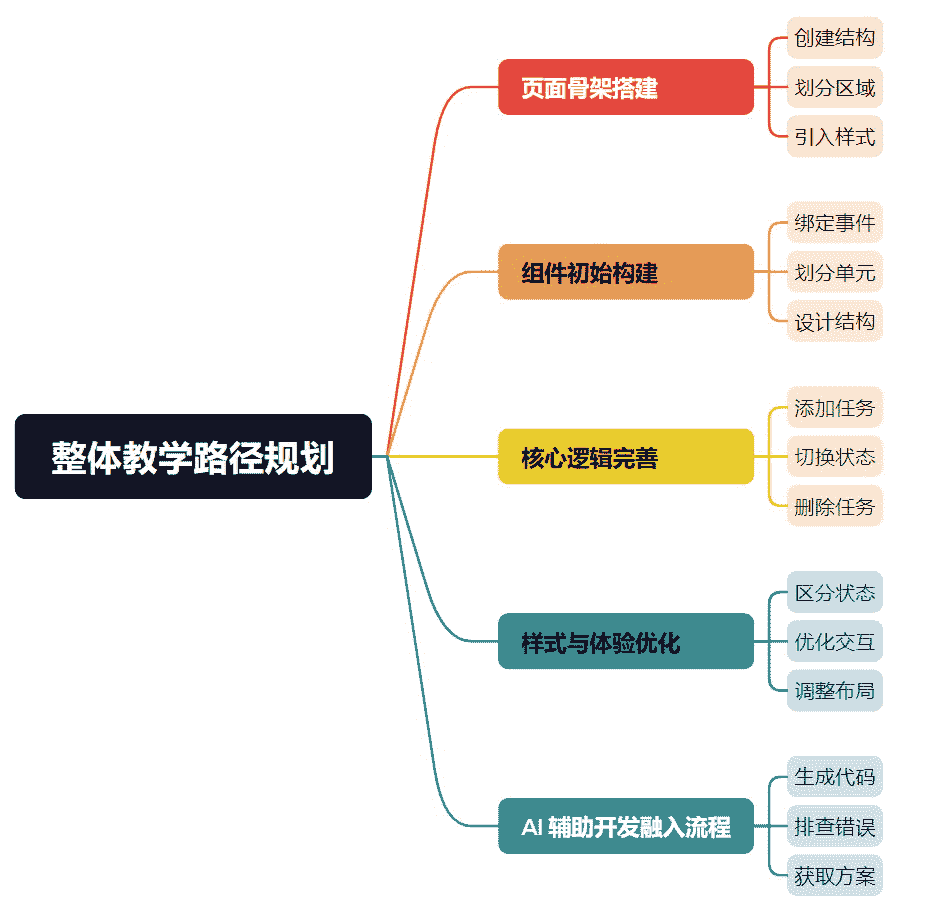 整体教学路径规划
页面骨架搭建
创建结构
划分区域
引入样式
组件初始构建
绑定事件
划分单元
设计结构
核心逻辑完善
添加任务
切换状态
删除任务
样式与体验优化
区分状态
优化交互
调整布局
AI 辅助开发融入流程
生成代码
排查错误
获取方案